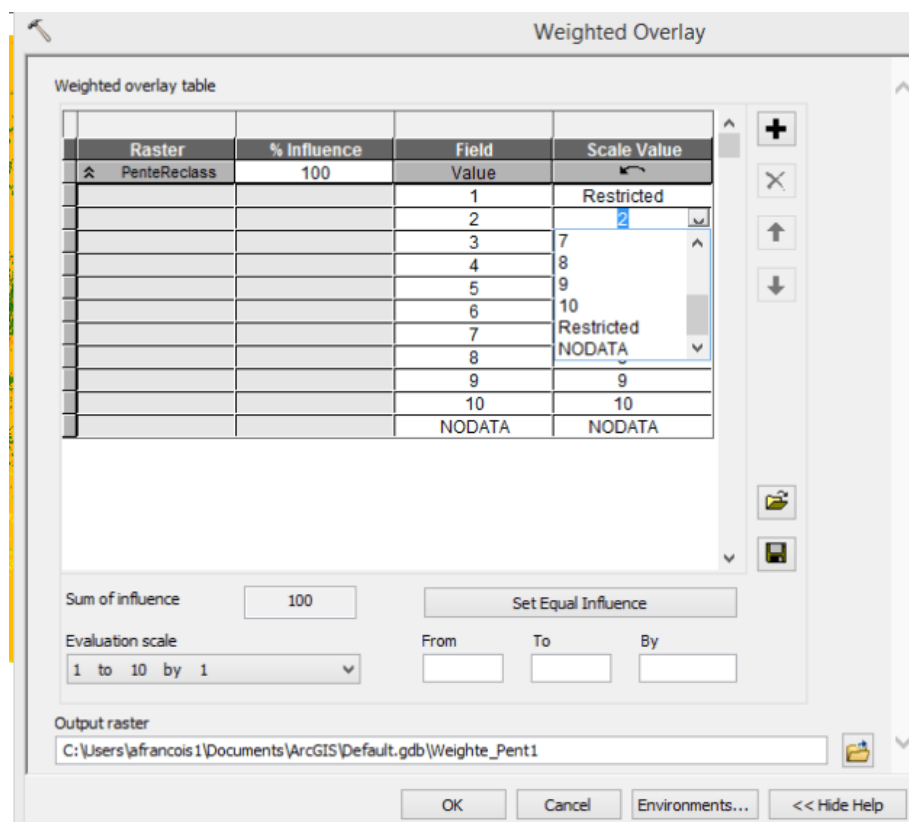 Weighted Overlay
Weighted overlay table
Raster % Influence Field Scale Value
PenteReclass 100 Value
1 Restricted
2 2
3 7
4 8
5 9
6 10
7 Restricted
8 NODATA
9 9
10 10
NODATA NODATA
Sum of influence 100 Set Equal Influence
Evaluation scale From To By
1 to 10 by 1
Output raster
C:\Users\afrancois1\Documents\ArcGIS\Default.gdb\Weighte_Pent1
OK Cancel Environments... << Hide Help